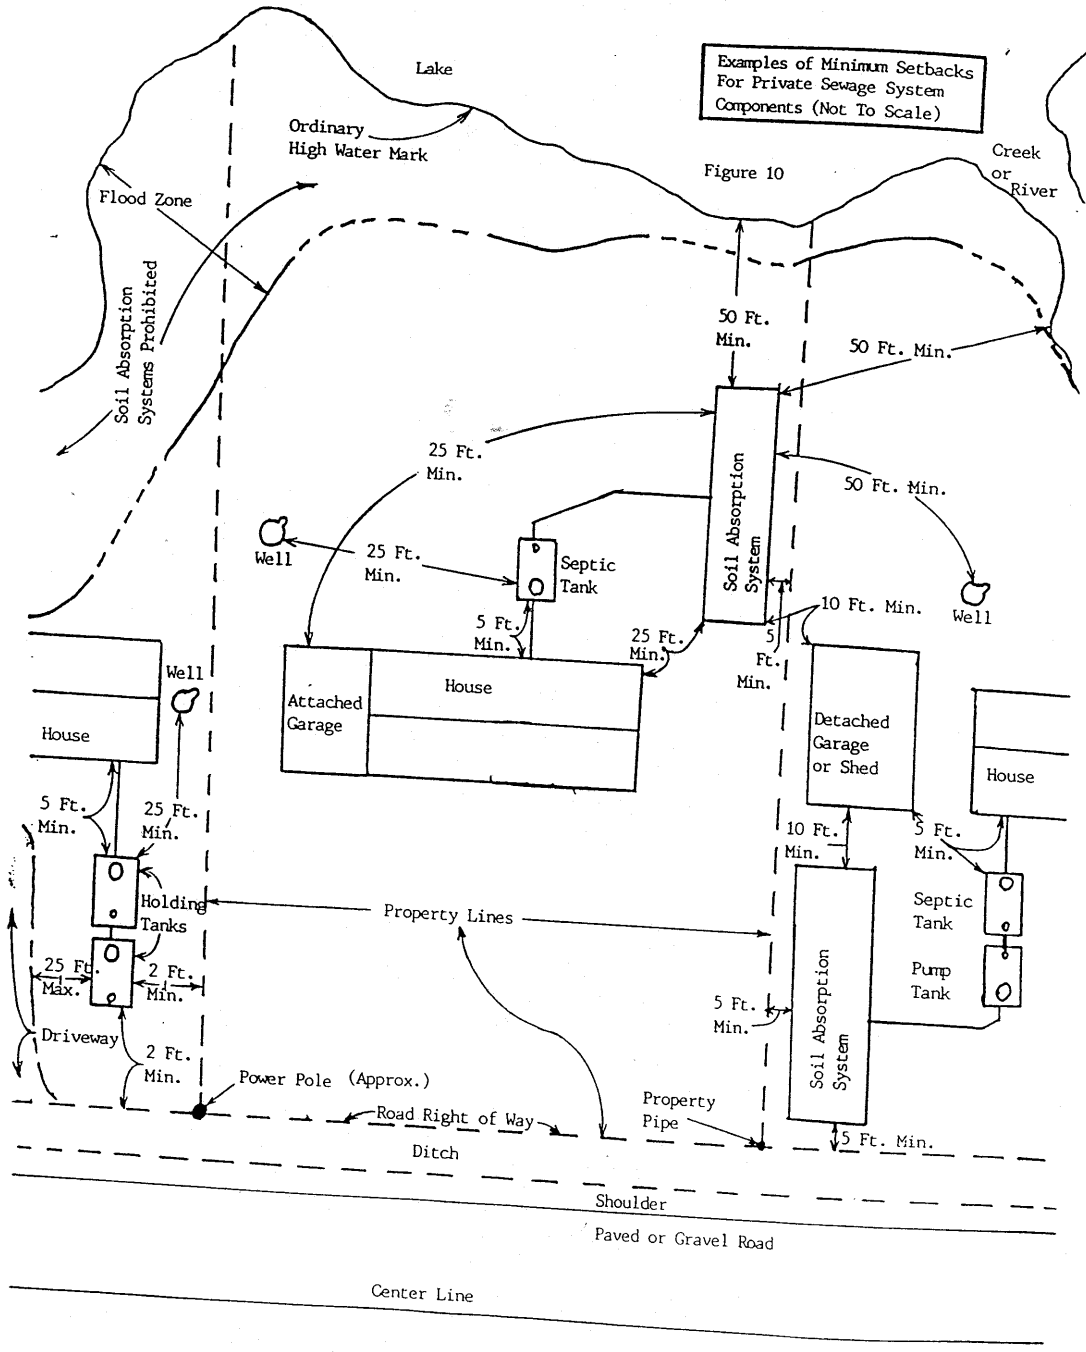 Lake
Examples of Minimum Setbacks
For Private Sewage System
Components (Not To Scale)
Ordinary
High Water Mark
Figure 10
Creek
or
River
Flood Zone
Soil Absorption
Systems Prohibited
50 Ft.
Min.
50 Ft. Min.
25 Ft.
Min.
50 Ft. Min.
Soil Absorption
System
Well
25 Ft.
Min.
Septic
Tank
Well
10 Ft. Min.
5 Ft.
Min.
25 Ft.
Min.
5
Ft.
Min.
Well
House
Attached
Garage
House
Detached
Garage
or Shed
House
5 Ft.
Min.
25 Ft.
Min.
10 Ft.
Min.
5 Ft.
Min.
Holding
Tanks
Property Lines
Septic
Tank
25 Ft.
Max.
2 Ft.
Min.
Pump
Tank
5 Ft.
Min.
Soil Absorption
System
Driveway
2 Ft.
Min.
Power Pole (Approx.)
Road Right of Way
Property
Pipe
5 Ft. Min.
Ditch
Shoulder
Paved or Gravel Road
Center Line